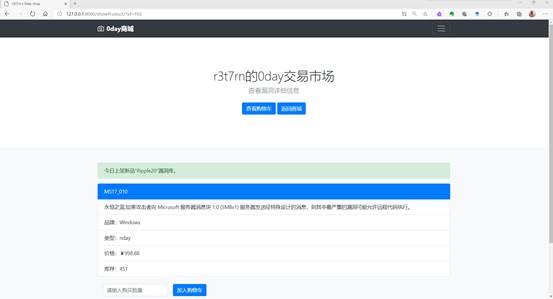 r3t7rn's 0day shop
127.0.0.1:8000/showProduct/?id=102
0day商城
r3t7rn的0day交易市场
查看漏洞详细信息
查看购物车 返回商城
今日上架新品"Ripple20"漏洞库。
MS17_010
永恒之蓝,如果攻击者向 Microsoft 服务器消息块 1.0 (SMBv1) 服务器发送经特殊设计的消息,则其中最严重的漏洞可能允许远程代码执行。
品牌: Windows
类型: nday
价格: ¥998.86
库存: 451
请输入购买数量 加入购物车